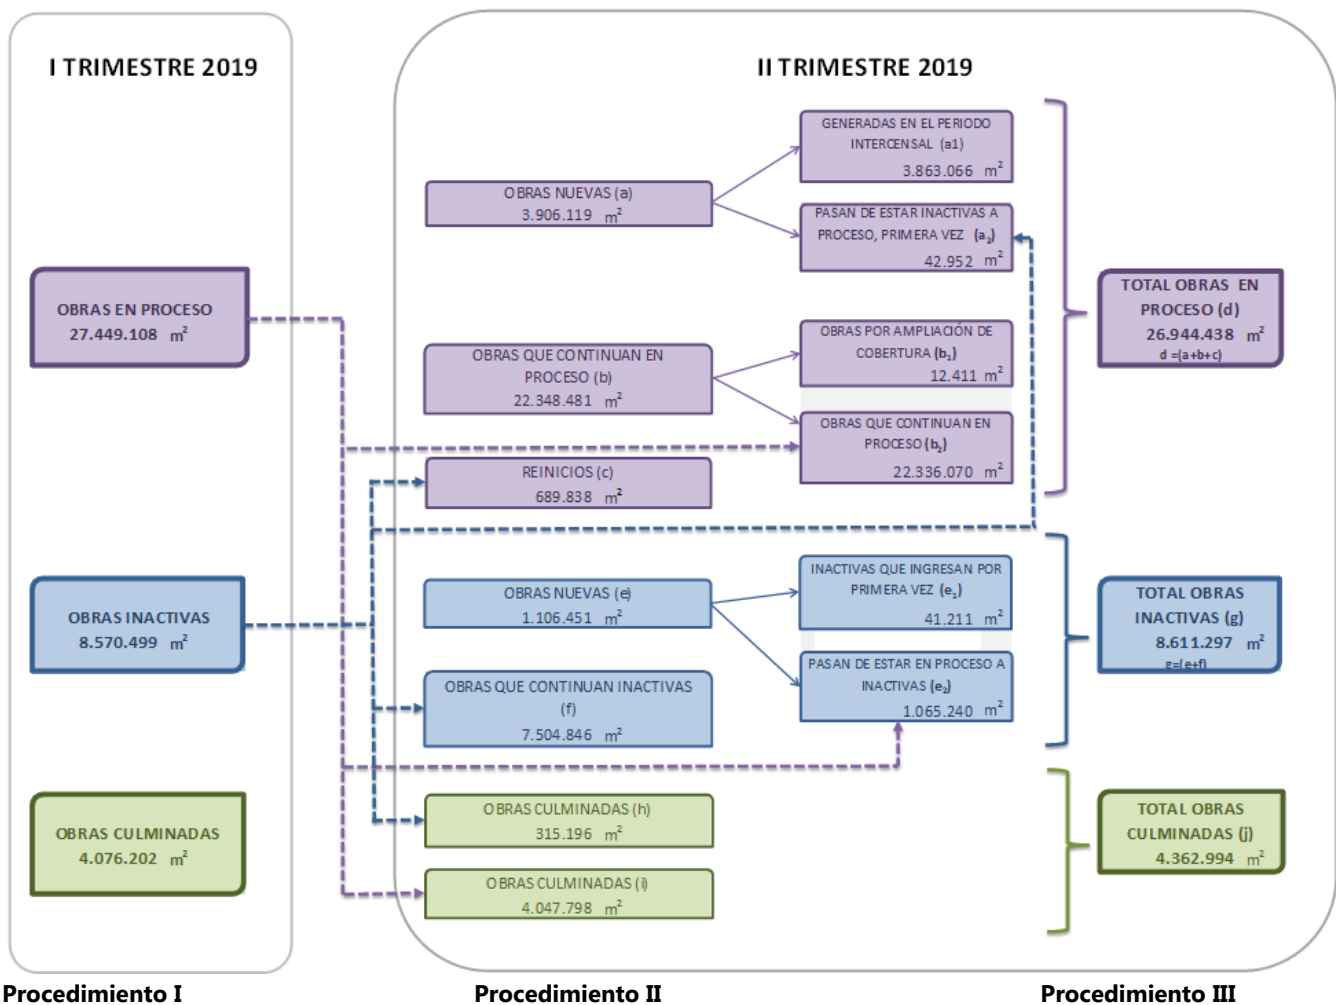 I TRIMESTRE 2019
OBRAS EN PROCESO
27.449.108 m²
OBRAS INACTIVAS
8.570.499 m²
OBRAS CULMINADAS
4.076.202 m²
II TRIMESTRE 2019
OBRAS NUEVAS (a)
3.906.119 m²
GENERADAS EN EL PERIODO
INTERCENSAL (a1)
3.863.066 m²
PASAN DE ESTAR INACTIVAS A
PROCESO, PRIMERA VEZ (a₂)
42.952 m²
OBRAS QUE CONTINUAN EN
PROCESO (b)
22.348.481 m²
OBRAS POR AMPLIACIÓN DE
COBERTURA (b₁)
12.411 m²
OBRAS QUE CONTINUAN EN
PROCESO (b₂)
22.336.070 m²
REINICIOS (c)
689.838 m²
OBRAS NUEVAS (e)
1.106.451 m²
INACTIVAS QUE INGRESAN POR
PRIMERA VEZ (e₁)
41.211 m²
PASAN DE ESTAR EN PROCESO A
INACTIVAS (e₂)
1.065.240 m²
OBRAS QUE CONTINUAN INACTIVAS
(f)
7.504.846 m²
OBRAS CULMINADAS (h)
315.196 m²
OBRAS CULMINADAS (i)
4.047.798 m²
TOTAL OBRAS EN
PROCESO (d)
26.944.438 m²
d =(a+b+c)
TOTAL OBRAS
INACTIVAS (g)
8.611.297 m²
g=(e+f)
TOTAL OBRAS
CULMINADAS (j)
4.362.994 m²
Procedimiento I
Procedimiento II
Procedimiento III